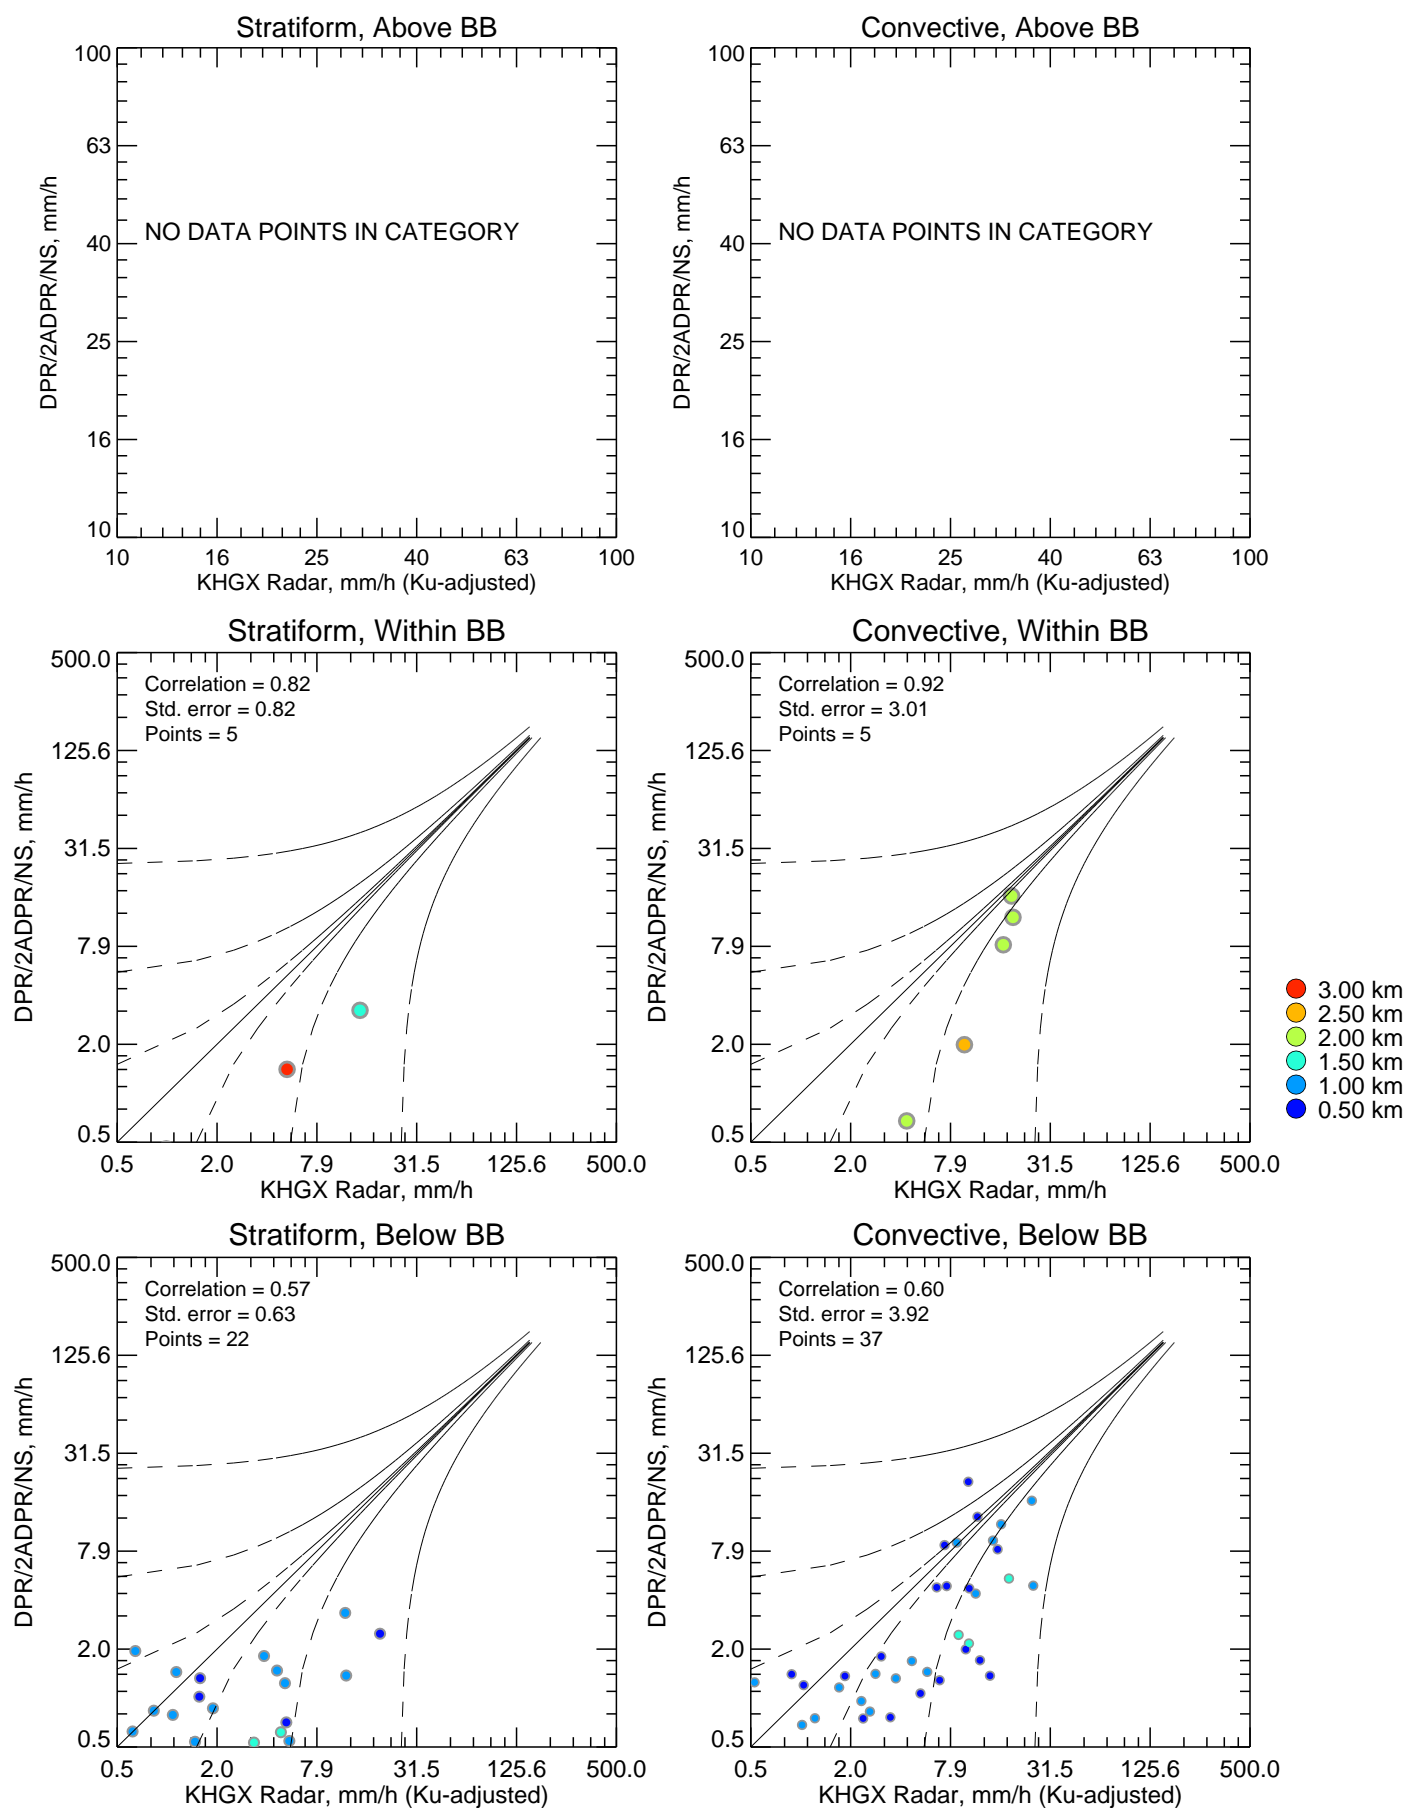 Stratiform, Above BB
100
63
40
25
16
10
DPR/2ADPR/NS, mm/h
NO DATA POINTS IN CATEGORY
10 16 25 40 63 100
KHGX Radar, mm/h (Ku-adjusted)
Convective, Above BB
100
63
40
25
16
10
DPR/2ADPR/NS, mm/h
NO DATA POINTS IN CATEGORY
10 16 25 40 63 100
KHGX Radar, mm/h (Ku-adjusted)
Stratiform, Within BB
500.0
125.6
31.5
7.9
2.0
0.5
DPR/2ADPR/NS, mm/h
Correlation = 0.82
Std. error = 0.82
Points = 5
0.5 2.0 7.9 31.5 125.6 500.0
KHGX Radar, mm/h
Convective, Within BB
500.0
125.6
31.5
7.9
2.0
0.5
DPR/2ADPR/NS, mm/h
Correlation = 0.92
Std. error = 3.01
Points = 5
0.5 2.0 7.9 31.5 125.6 500.0
KHGX Radar, mm/h
3.00 km
2.50 km
2.00 km
1.50 km
1.00 km
0.50 km
Stratiform, Below BB
500.0
125.6
31.5
7.9
2.0
0.5
DPR/2ADPR/NS, mm/h
Correlation = 0.57
Std. error = 0.63
Points = 22
0.5 2.0 7.9 31.5 125.6 500.0
KHGX Radar, mm/h (Ku-adjusted)
Convective, Below BB
500.0
125.6
31.5
7.9
2.0
0.5
DPR/2ADPR/NS, mm/h
Correlation = 0.60
Std. error = 3.92
Points = 37
0.5 2.0 7.9 31.5 125.6 500.0
KHGX Radar, mm/h (Ku-adjusted)